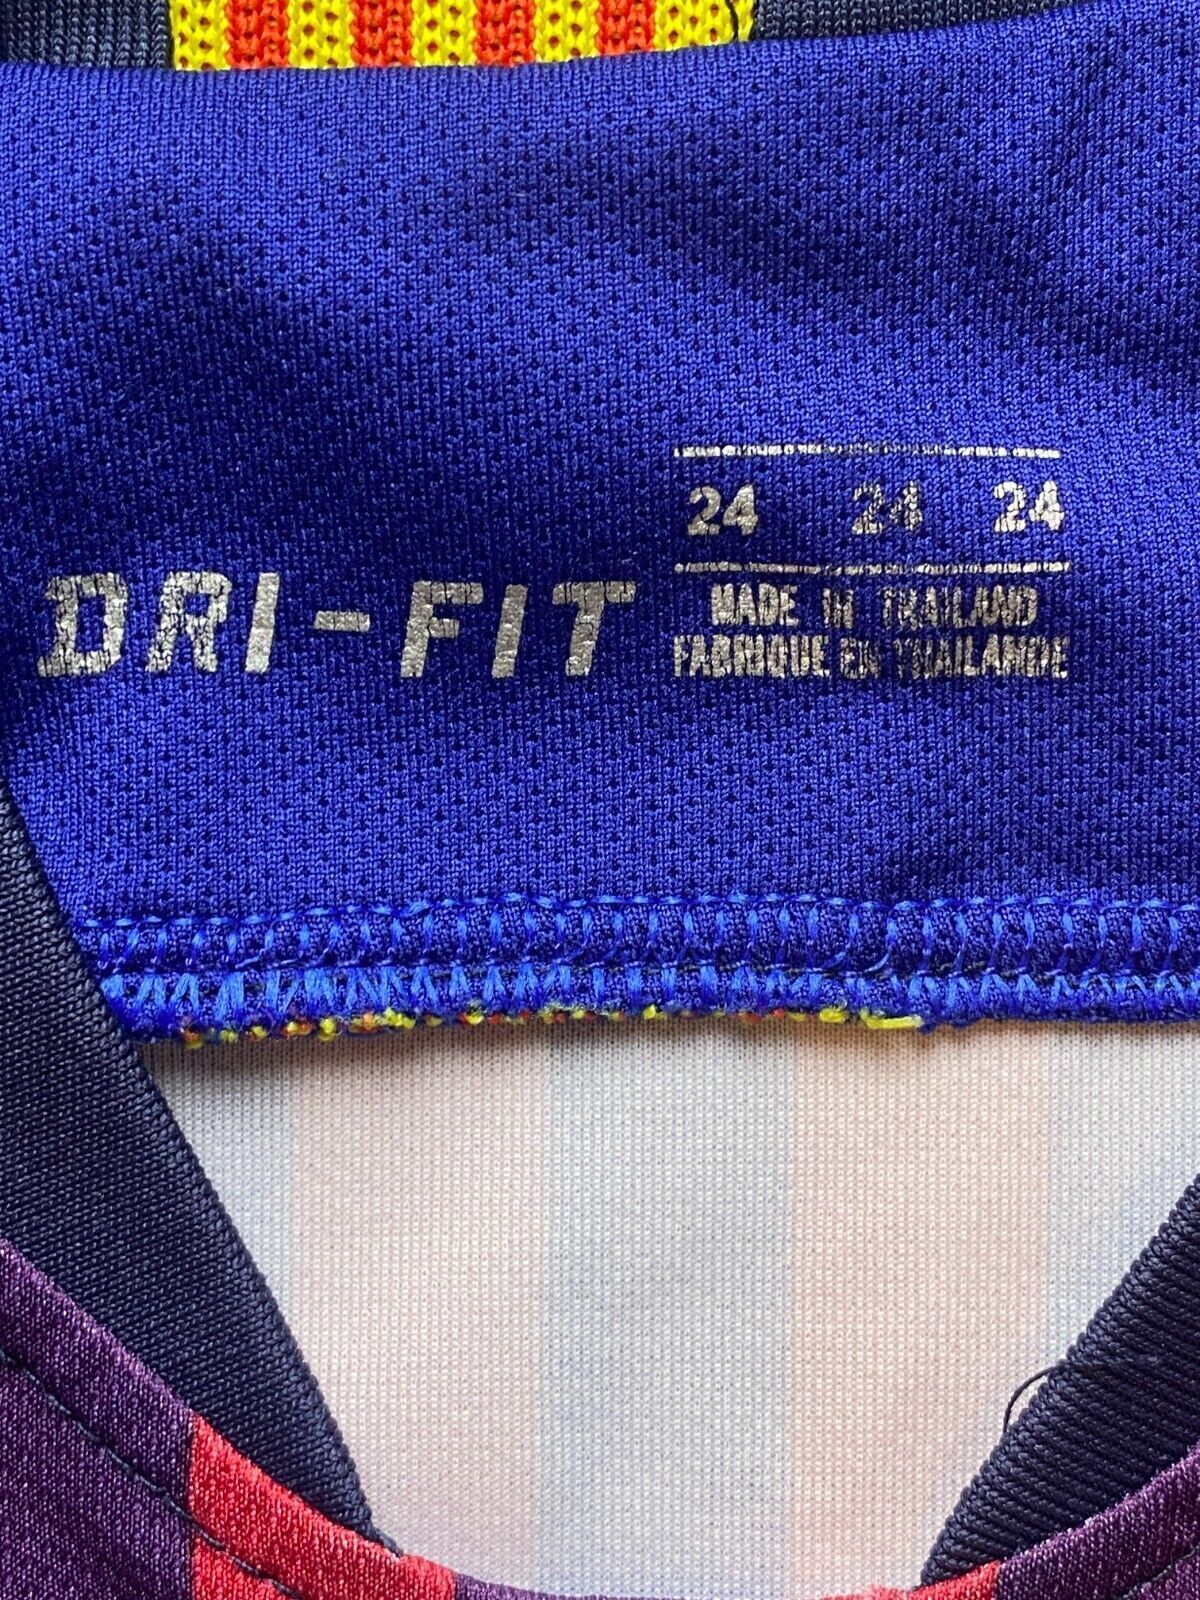 24 24 24
DRI-FIT
MADE IN THAILAND
FABRIQUE EN THAILANDE